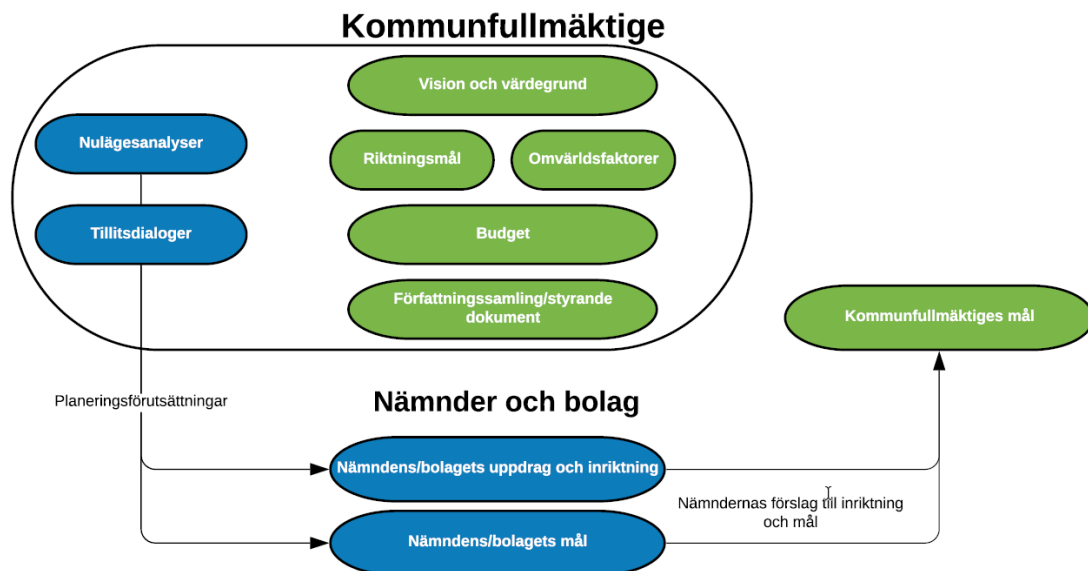 Kommunfullmäktige
Vision och värdegrund
Nulägesanalyser
Riktningsmål
Omvärldsfaktorer
Tillitsdialoger
Budget
Författningssamling/styrande
dokument
Kommunfullmäktiges mål
Planeringsförutsättningar
Nämnder och bolag
Nämndens/bolagets uppdrag och inriktning
Nämndernas förslag till inriktning
och mål
Nämndens/bolagets mål